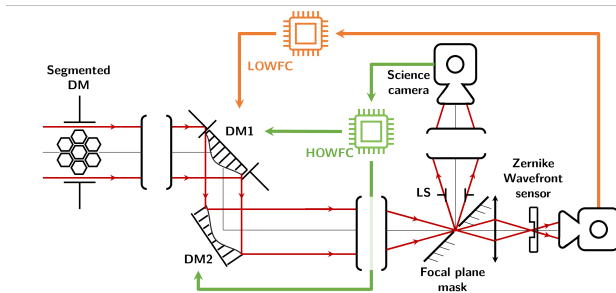 LOWFC
Segmented
DM
Science
camera
DM1
HOWFC
Zernike
Wavefront
sensor
LS
DM2
Focal plane
mask